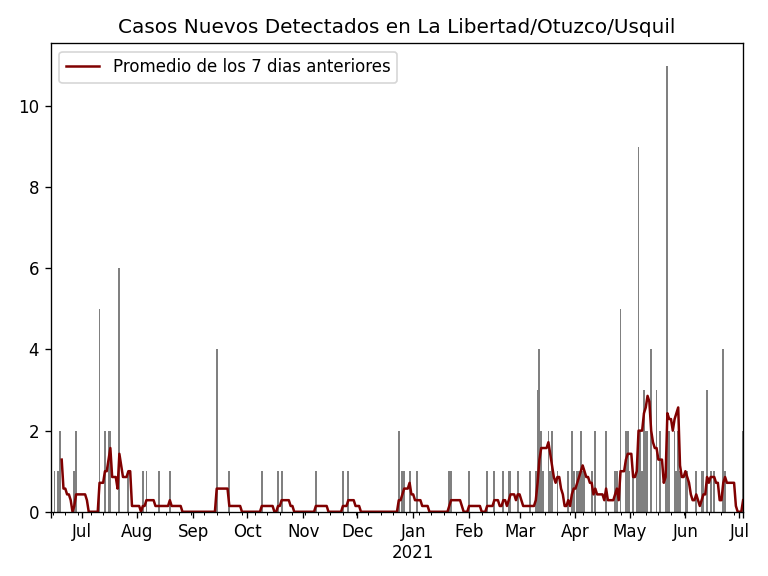 Casos Nuevos Detectados en La Libertad/Otuzco/Usquil
Promedio de los 7 dias anteriores
10
8
6
4
2
0
Jul Aug Sep Oct Nov Dec Jan Feb Mar Apr May Jun Jul
2021